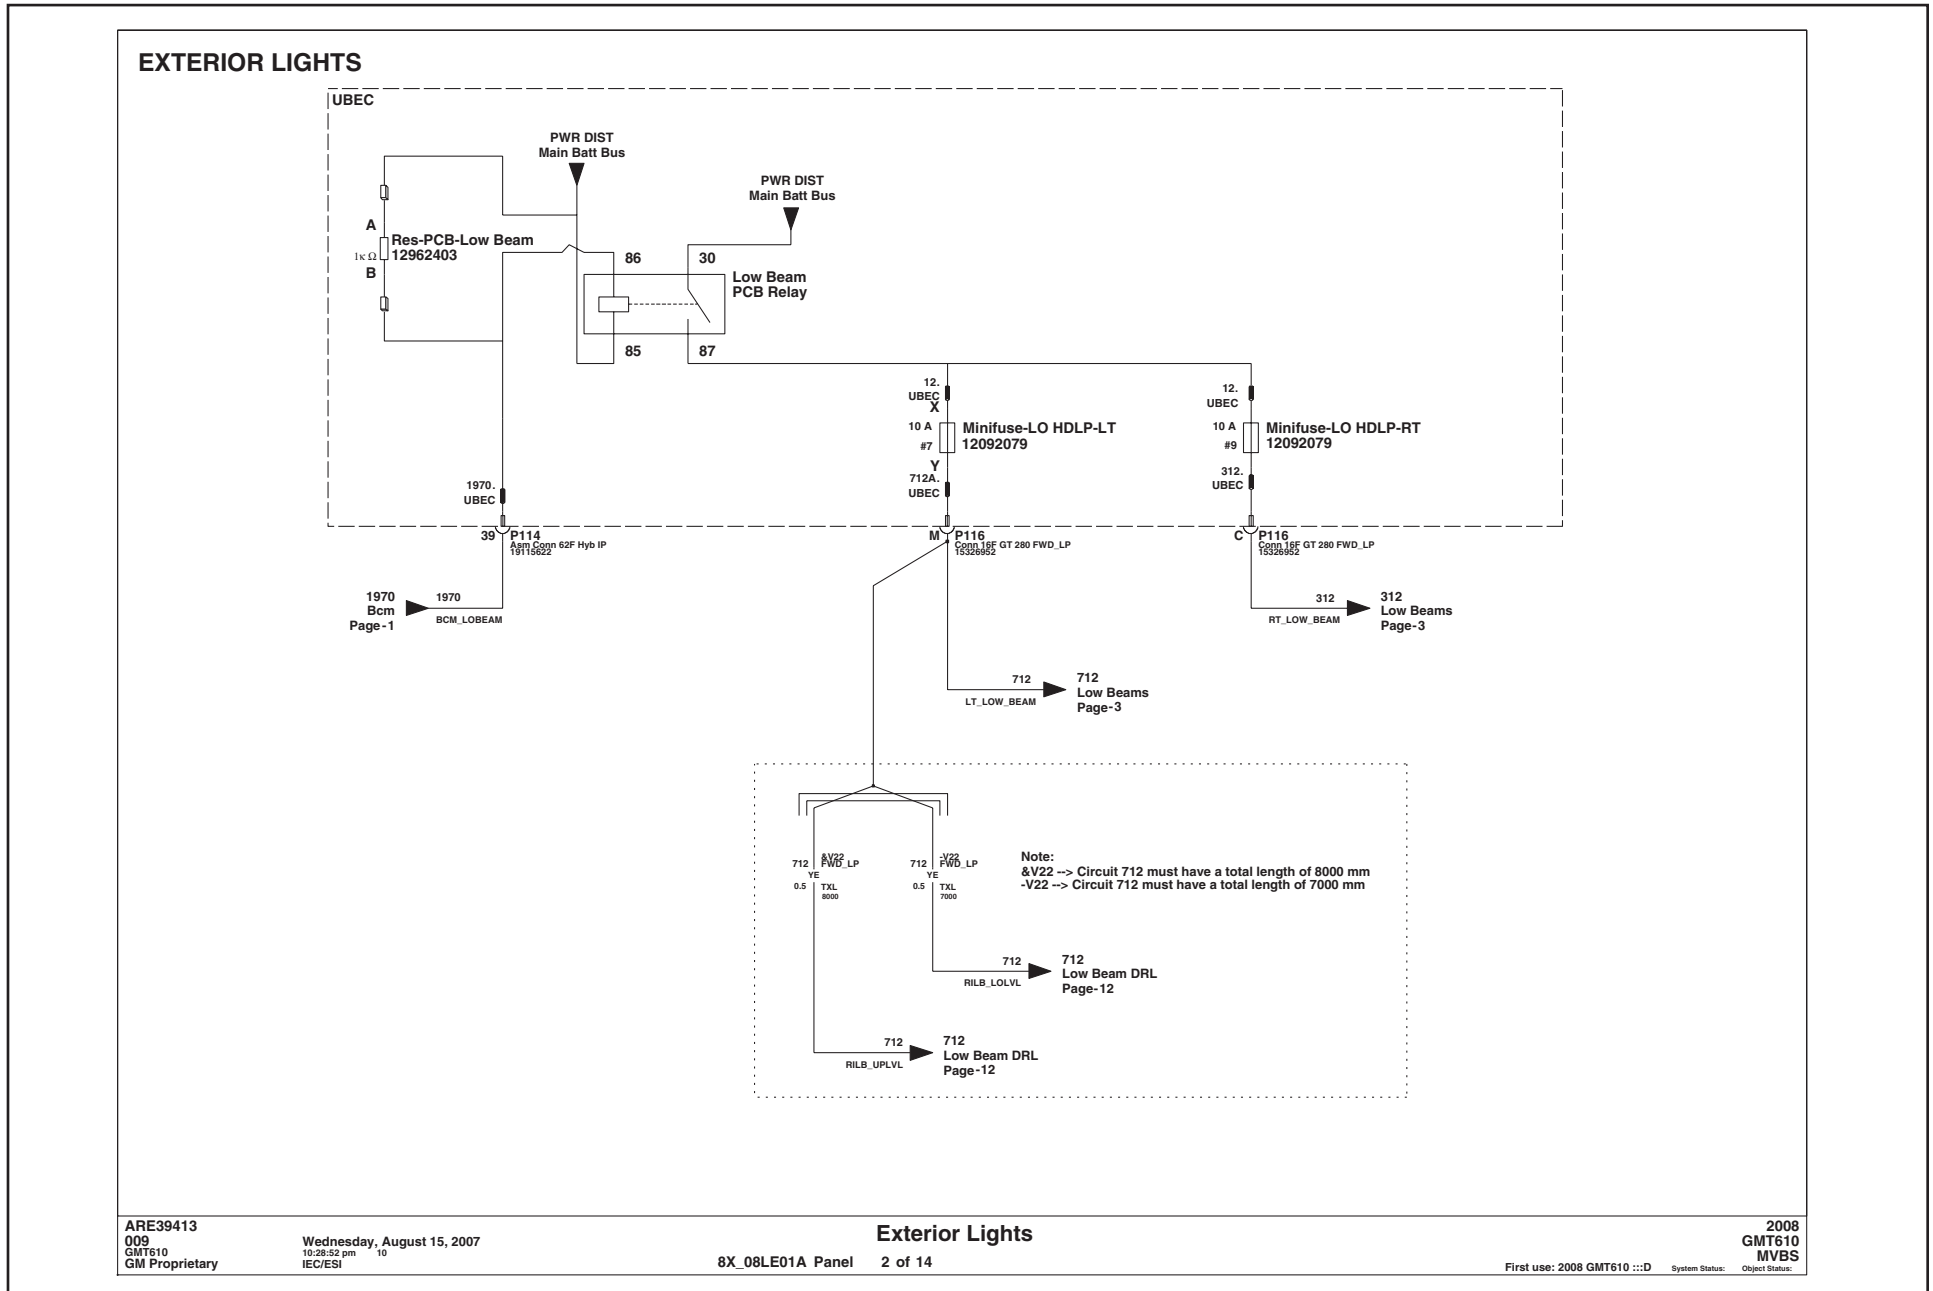 EXTERIOR LIGHTS
UBEC
PWR DIST
Main Batt Bus
PWR DIST
Main Batt Bus
A
Res-PCB-Low Beam
1κ Ω
12962403
B
86
30
Low Beam
PCB Relay
85
87
12.
UBEC
X
10 A
#7
Minifuse-LO HDLP-LT
12092079
Y
712A.
UBEC
12.
UBEC
10 A
#9
Minifuse-LO HDLP-RT
12092079
312.
UBEC
1970.
UBEC
39
P114
Asm Conn 62F Hyb IP
19115622
M
P116
Conn 16F GT 280 FWD_LP
15326952
C
P116
Conn 16F GT 280 FWD_LP
15326952
1970
Bcm
Page-1
1970
BCM_LOBEAM
312
RT_LOW_BEAM
312
Low Beams
Page-3
712
LT_LOW_BEAM
712
Low Beams
Page-3
&V22
712 FWD_LP
YE
0.5 TXL
8000
-V22
712 FWD_LP
YE
0.5 TXL
7000
Note:
&V22 --> Circuit 712 must have a total length of 8000 mm
-V22 --> Circuit 712 must have a total length of 7000 mm
712
RILB_LOLVL
712
Low Beam DRL
Page-12
712
RILB_UPLVL
712
Low Beam DRL
Page-12
ARE39413
009
GMT610
GM Proprietary
Wednesday, August 15, 2007
10:28:52 pm 10
IEC/ESI
Exterior Lights
8X_08LE01A Panel 2 of 14
2008
GMT610
MVBS
First use: 2008 GMT610 :::D System Status: Object Status: